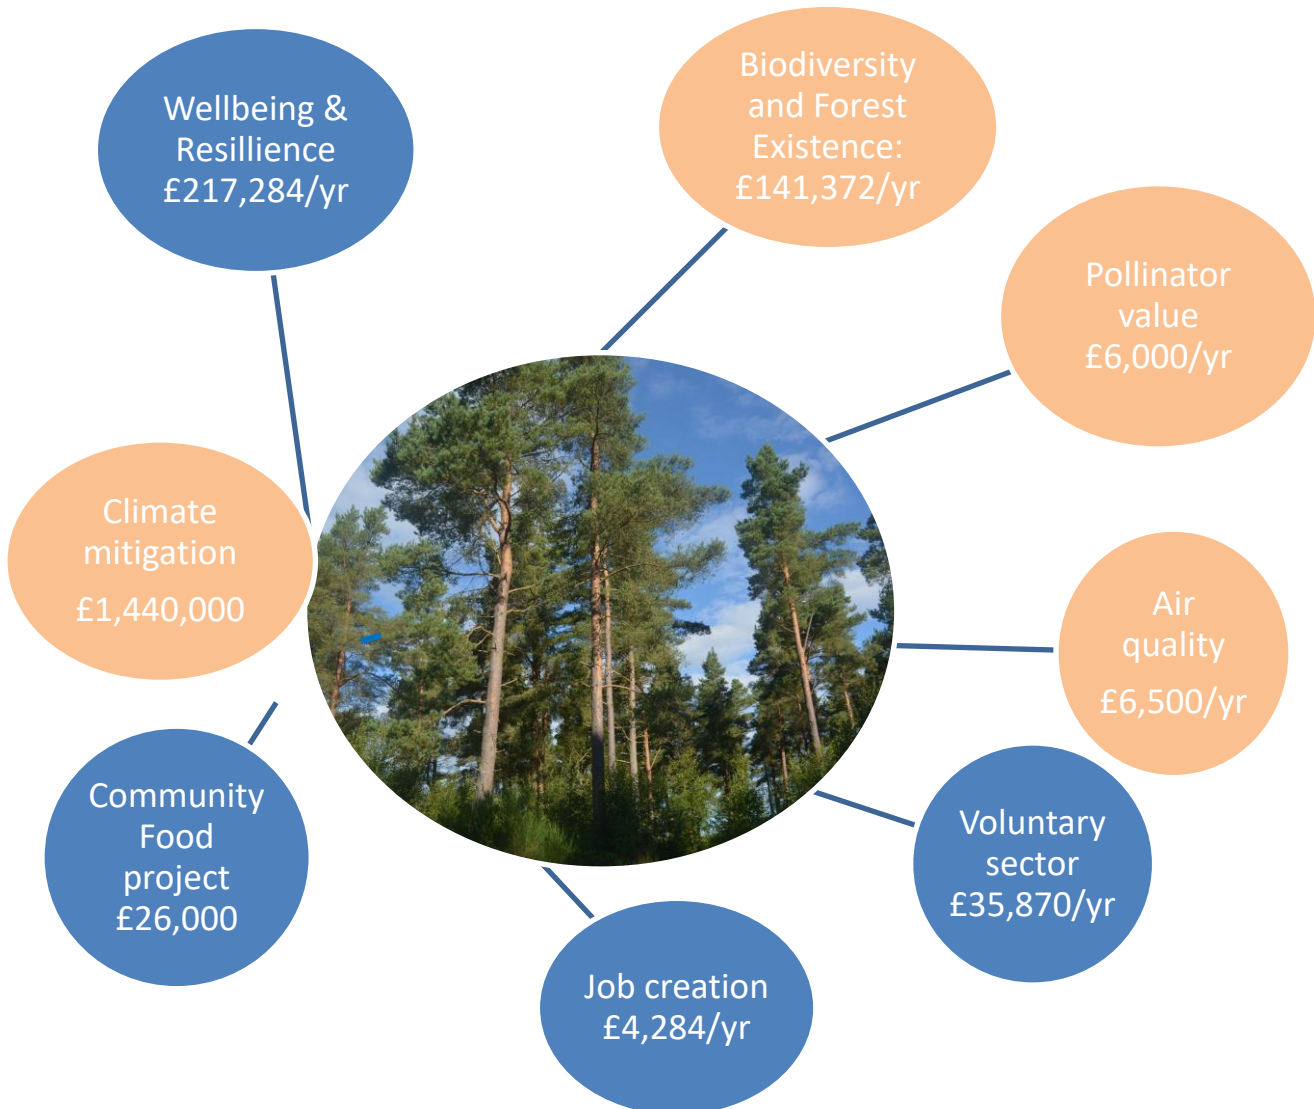 Wellbeing &
Resillience
£217,284/yr
Biodiversity
and Forest
Existence:
£141,372/yr
Pollinator
value
£6,000/yr
Climate
mitigation
£1,440,000
Air
quality
£6,500/yr
Community
Food
project
£26,000
Voluntary
sector
£35,870/yr
Job creation
£4,284/yr